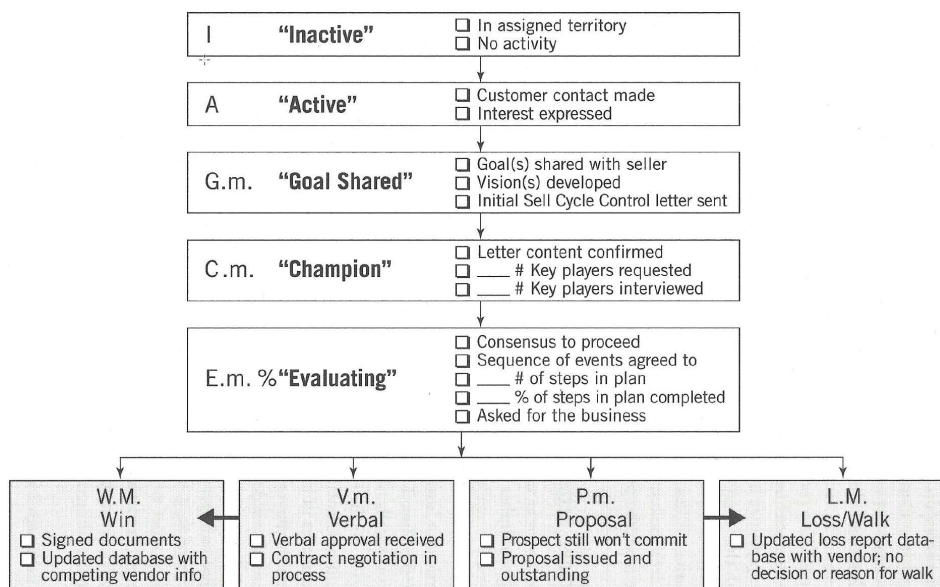 I "Inactive"
☐ In assigned territory
☐ No activity
A "Active"
☐ Customer contact made
☐ Interest expressed
G.m. "Goal Shared"
☐ Goal(s) shared with seller
☐ Vision(s) developed
☐ Initial Sell Cycle Control letter sent
C.m. "Champion"
☐ Letter content confirmed
☐ ___ # Key players requested
☐ ___ # Key players interviewed
E.m. % "Evaluating"
☐ Consensus to proceed
☐ Sequence of events agreed to
☐ ___ # of steps in plan
☐ ___ % of steps in plan completed
☐ Asked for the business
W.M.
Win
☐ Signed documents
☐ Updated database with
competing vendor info
V.m.
Verbal
☐ Verbal approval received
☐ Contract negotiation in
process
P.m.
Proposal
☐ Prospect still won't commit
☐ Proposal issued and
outstanding
L.M.
Loss/Walk
☐ Updated loss report data-
base with vendor; no
decision or reason for walk